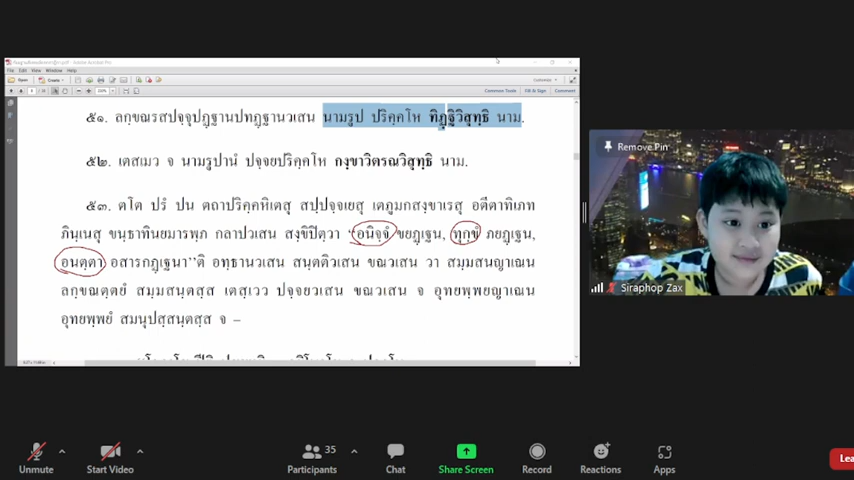 File Edit View Window Help
Open
Customize
Common Tools Fill & Sign Comment
๕๑. ลกฺขณรสปจฺจุปฏฺฐานปทฏฺฐานวเสน นามรูป ปริคฺคโห ทิฏฺฐิวิสุทฺธิ นาม.
๕๒. เตสเมว จ นามรูปานํ ปจฺจยปริคฺคโห กงฺขาวิตรณวิสุทฺธิ นาม.
๕๓. ตโต ปรํ ปน ตถาปริคฺคหิเตสุ สปฺปจฺจเยสุ เตภูมกสงฺขาเรสุ อตีตาทิเภท
ภินฺเนสุ ขนฺธาทินยมารพฺภ กลาปวเสน สงฺขิปิตฺวา “อนิจฺจํ ขยฏฺเฐน, ทุกฺขํ ภยฏฺเฐน,
อนตฺตา อสารกฏฺเฐนา”ติ อทฺธานวเสน สนฺตติวเสน ขณวเสน วา สมฺมสนญาเณน
ลกฺขณตฺตยํ สมฺมสนฺตสฺส เตสฺเวว ปจฺจยวเสน ขณวเสน จ อุทยพฺพยญาเณน
อุทยพฺพยํ สมนุปสฺสนฺตสฺส จ –
Remove Pin
Siraphop Zax
35
Unmute Start Video Participants Chat Share Screen Record Reactions Apps Lea